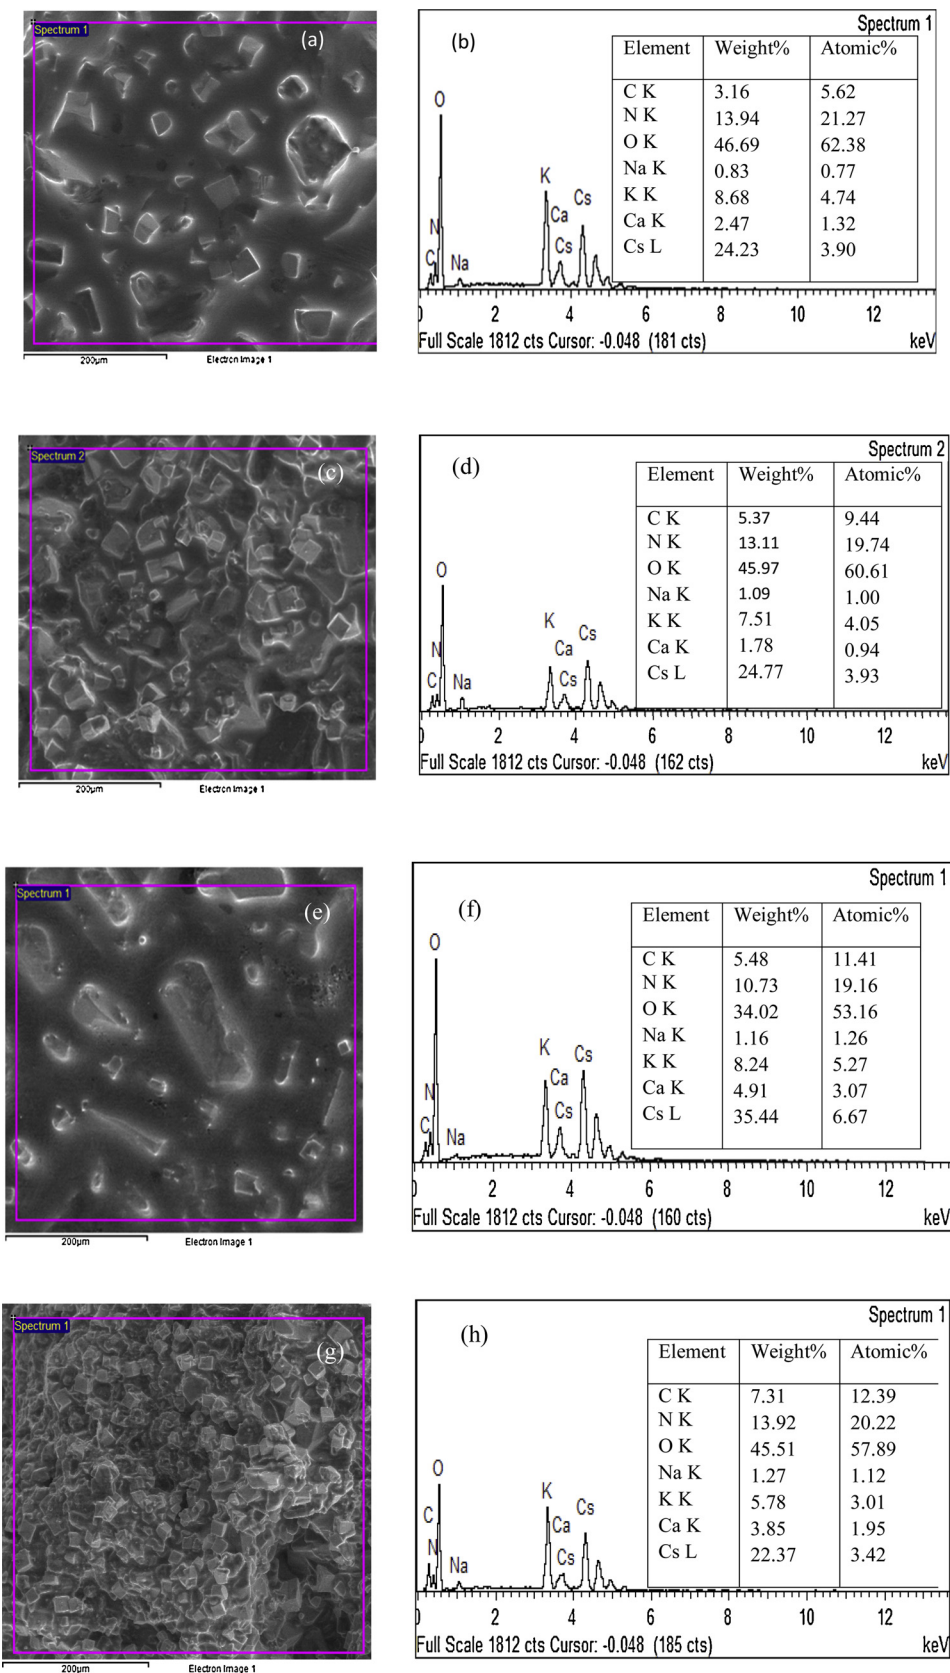 Spectrum 1
(a)
200µm Electron Image 1
Spectrum 1
(b)
Element Weight% Atomic%
C K 3.16 5.62
N K 13.94 21.27
O K 46.69 62.38
Na K 0.83 0.77
K K 8.68 4.74
Ca K 2.47 1.32
Cs L 24.23 3.90
O
K
Cs
Ca
N
Cs
C
Na
0 2 4 6 8 10 12
Full Scale 1812 cts Cursor: -0.048 (181 cts) keV
Spectrum 2
(c)
200µm Electron Image 1
Spectrum 2
(d)
Element Weight% Atomic%
C K 5.37 9.44
N K 13.11 19.74
O K 45.97 60.61
Na K 1.09 1.00
K K 7.51 4.05
Ca K 1.78 0.94
Cs L 24.77 3.93
O
K
Cs
N
Ca
C
Na
Cs
0 2 4 6 8 10 12
Full Scale 1812 cts Cursor: -0.048 (162 cts) keV
Spectrum 1
(e)
200µm Electron Image 1
Spectrum 1
(f)
Element Weight% Atomic%
C K 5.48 11.41
N K 10.73 19.16
O K 34.02 53.16
Na K 1.16 1.26
K K 8.24 5.27
Ca K 4.91 3.07
Cs L 35.44 6.67
O
K
Cs
Ca
N
Cs
C
Na
0 2 4 6 8 10 12
Full Scale 1812 cts Cursor: -0.048 (160 cts) keV
Spectrum 1
(g)
200µm Electron Image 1
Spectrum 1
(h)
Element Weight% Atomic%
C K 7.31 12.39
N K 13.92 20.22
O K 45.51 57.89
Na K 1.27 1.12
K K 5.78 3.01
Ca K 3.85 1.95
Cs L 22.37 3.42
O
K
Cs
C
Ca
N
Cs
Na
0 2 4 6 8 10 12
Full Scale 1812 cts Cursor: -0.048 (185 cts) keV